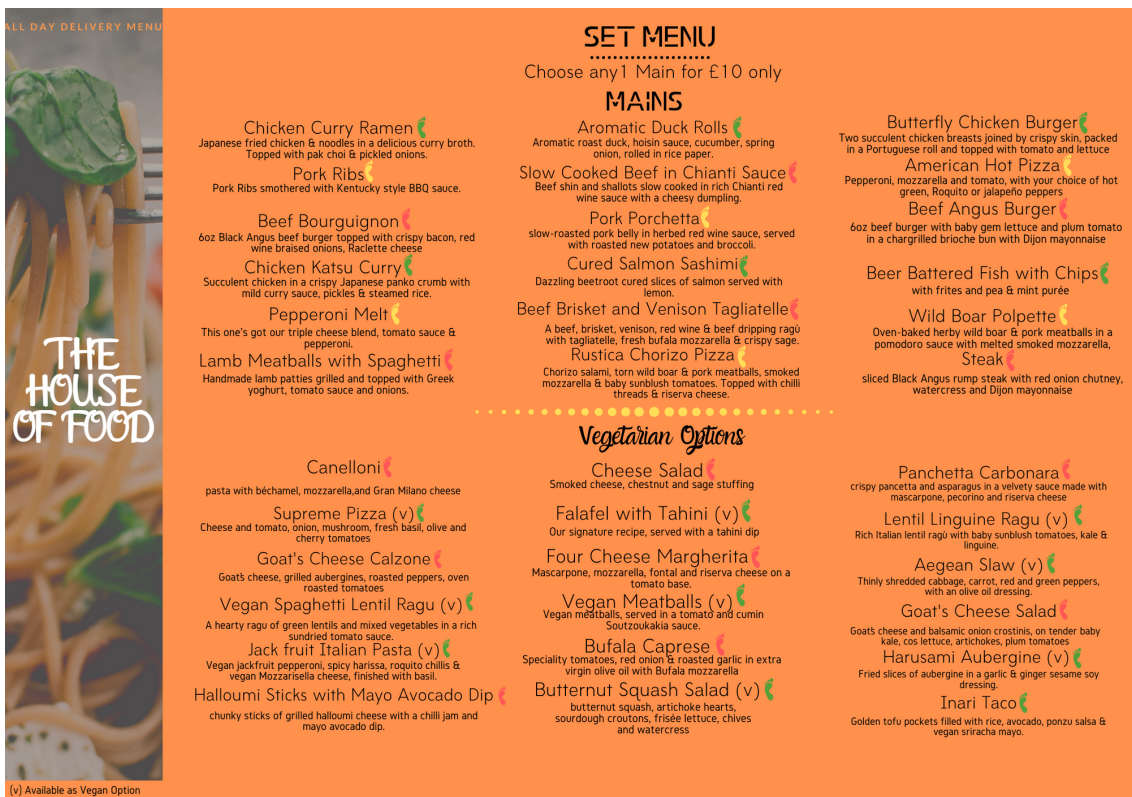 ALL DAY DELIVERY MENU
THE
HOUSE
OF FOOD
(v) Available as Vegan Option
SET MENU
Choose any1 Main for £10 only
MAINS
Chicken Curry Ramen
Japanese fried chicken & noodles in a delicious curry broth.
Topped with pak choi & pickled onions.
Pork Ribs
Pork Ribs smothered with Kentucky style BBQ sauce.
Beef Bourguignon
6oz Black Angus beef burger topped with crispy bacon, red
wine braised onions, Raclette cheese
Chicken Katsu Curry
Succulent chicken in a crispy Japanese panko crumb with
mild curry sauce, pickles & steamed rice.
Pepperoni Melt
This one's got our triple cheese blend, tomato sauce &
pepperoni.
Lamb Meatballs with Spaghetti
Handmade lamb patties grilled and topped with Greek
yoghurt, tomato sauce and onions.
Aromatic Duck Rolls
Aromatic roast duck, hoisin sauce, cucumber, spring
onion, rolled in rice paper.
Slow Cooked Beef in Chianti Sauce
Beef shin and shallots slow cooked in rich Chianti red
wine sauce with a cheesy dumpling.
Pork Porchetta
slow-roasted pork belly in herbed red wine sauce, served
with roasted new potatoes and broccoli.
Cured Salmon Sashimi
Dazzling beetroot cured slices of salmon served with
lemon.
Beef Brisket and Venison Tagliatelle
A beef, brisket, venison, red wine & beef dripping ragù
with tagliatelle, fresh bufala mozzarella & crispy sage.
Rustica Chorizo Pizza
Chorizo salami, torn wild boar & pork meatballs, smoked
mozzarella & baby sunblush tomatoes. Topped with chilli
threads & riserva cheese.
Butterfly Chicken Burger
Two succulent chicken breasts joined by crispy skin, packed
in a Portuguese roll and topped with tomato and lettuce
American Hot Pizza
Pepperoni, mozzarella and tomato, with your choice of hot
green, Roquito or jalapeño peppers
Beef Angus Burger
6oz beef burger with baby gem lettuce and plum tomato
in a chargrilled brioche bun with Dijon mayonnaise
Beer Battered Fish with Chips
with frites and pea & mint purée
Wild Boar Polpette
Oven-baked herby wild boar & pork meatballs in a
pomodoro sauce with melted smoked mozzarella,
Steak
sliced Black Angus rump steak with red onion chutney,
watercress and Dijon mayonnaise
Vegetarian Options
Canelloni
pasta with béchamel, mozzarella,and Gran Milano cheese
Supreme Pizza (v)
Cheese and tomato, onion, mushroom, fresh basil, olive and
cherry tomatoes
Goat's Cheese Calzone
Goat's cheese, grilled aubergines, roasted peppers, oven
roasted tomatoes
Vegan Spaghetti Lentil Ragu (v)
A hearty ragu of green lentils and mixed vegetables in a rich
sundried tomato sauce.
Jack fruit Italian Pasta (v)
Vegan jackfruit pepperoni, spicy harissa, roquito chillis &
vegan Mozzarisella cheese, finished with basil.
Halloumi Sticks with Mayo Avocado Dip
chunky sticks of grilled halloumi cheese with a chilli jam and
mayo avocado dip.
Cheese Salad
Smoked cheese, chestnut and sage stuffing
Falafel with Tahini (v)
Our signature recipe, served with a tahini dip
Four Cheese Margherita
Mascarpone, mozzarella, fontal and riserva cheese on a
tomato base.
Vegan Meatballs (v)
Vegan meatballs, served in a tomato and cumin
Soutzoukakia sauce.
Bufala Caprese
Speciality tomatoes, red onion & roasted garlic in extra
virgin olive oil with Bufala mozzarella
Butternut Squash Salad (v)
butternut squash, artichoke hearts,
sourdough croutons, frisée lettuce, chives
and watercress
Panchetta Carbonara
crispy pancetta and asparagus in a velvety sauce made with
mascarpone, pecorino and riserva cheese
Lentil Linguine Ragu (v)
Rich Italian lentil ragù with baby sunblush tomatoes, kale &
linguine.
Aegean Slaw (v)
Thinly shredded cabbage, carrot, red and green peppers,
with an olive oil dressing.
Goat's Cheese Salad
Goat's cheese and balsamic onion crostinis, on tender baby
kale, cos lettuce, artichokes, plum tomatoes
Harusami Aubergine (v)
Fried slices of aubergine in a garlic & ginger sesame soy
dressing.
Inari Taco
Golden tofu pockets filled with rice, avocado, ponzu salsa &
vegan sriracha mayo.